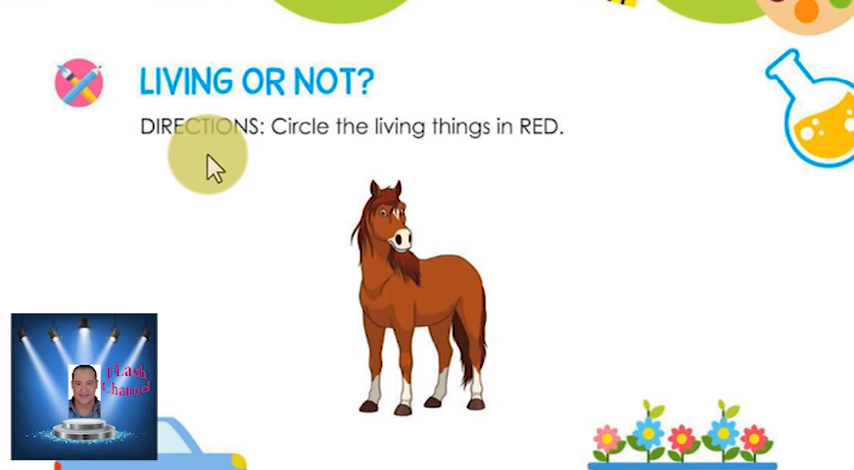 LIVING OR NOT?
DIRECTIONS: Circle the living things in RED.
FLash
Channel